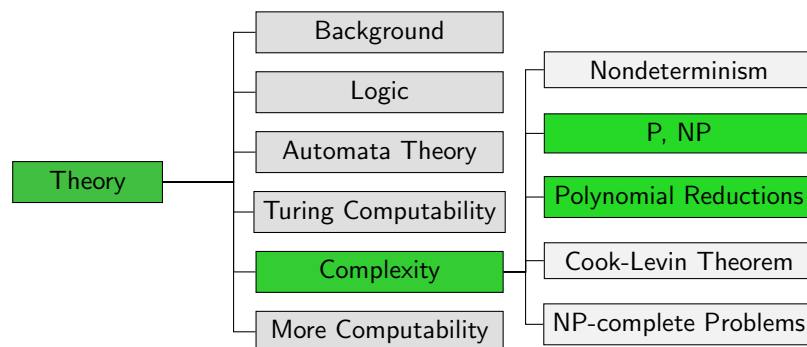 Theory
Background
Logic
Automata Theory
Turing Computability
Complexity
More Computability
Nondeterminism
P, NP
Polynomial Reductions
Cook-Levin Theorem
NP-complete Problems